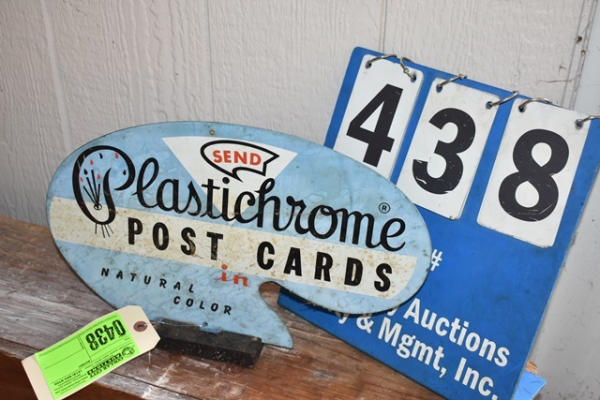 SEND
Plastichrome®
POST CARDS
in
NATURAL
COLOR
438
#
Auctions
y & Mgmt, Inc.
0438